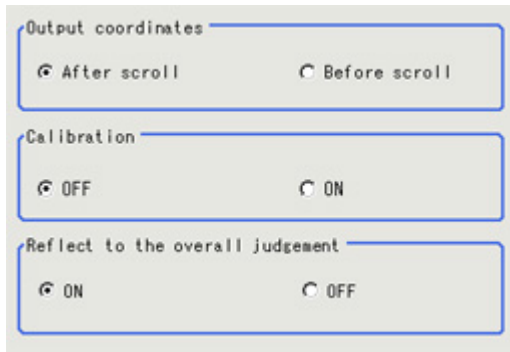 Output coordinates
After scroll Before scroll
Calibration
OFF ON
Reflect to the overall judgement
ON OFF